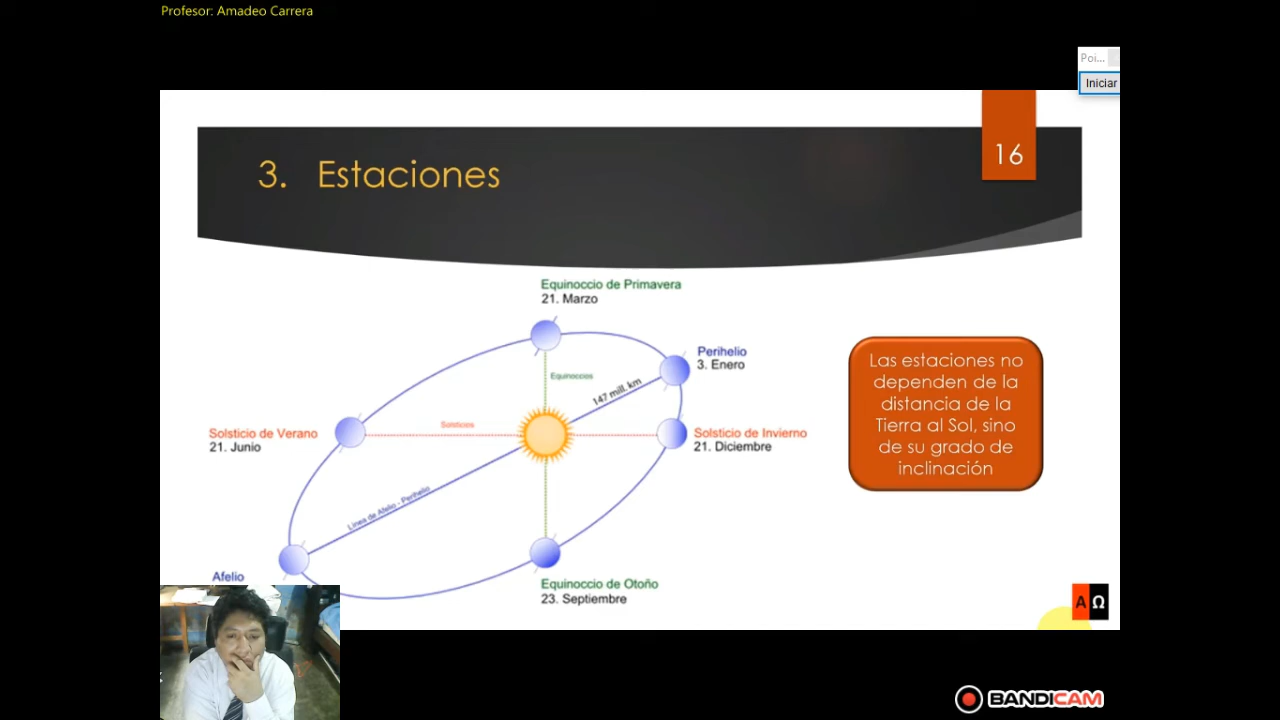 Profesor: Amadeo Carrera
Poi...
Iniciar
16
3. Estaciones
Equinoccio de Primavera
21. Marzo
Perihelio
3. Enero
Equinoccios
147 mill. km
Las estaciones no
dependen de la
distancia de la
Tierra al Sol, sino
de su grado de
inclinación
Solsticio de Verano
21. Junio
Solsticios
Solsticio de Invierno
21. Diciembre
Línea de Afelio - Perihelio
Afelio
Equinoccio de Otoño
23. Septiembre
ΑΩ
BANDICAM